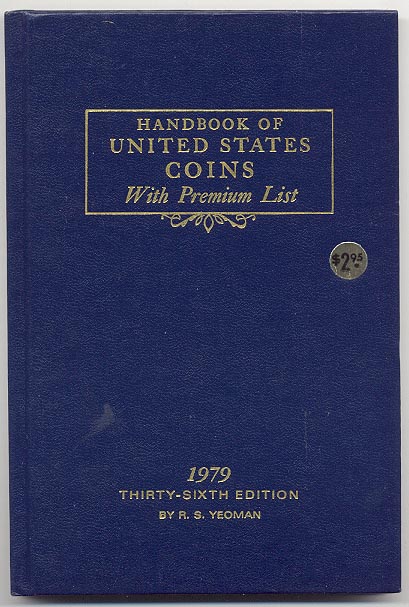 HANDBOOK OF
UNITED STATES
COINS
With Premium List
$2.95
1979
THIRTY-SIXTH EDITION
BY R. S. YEOMAN